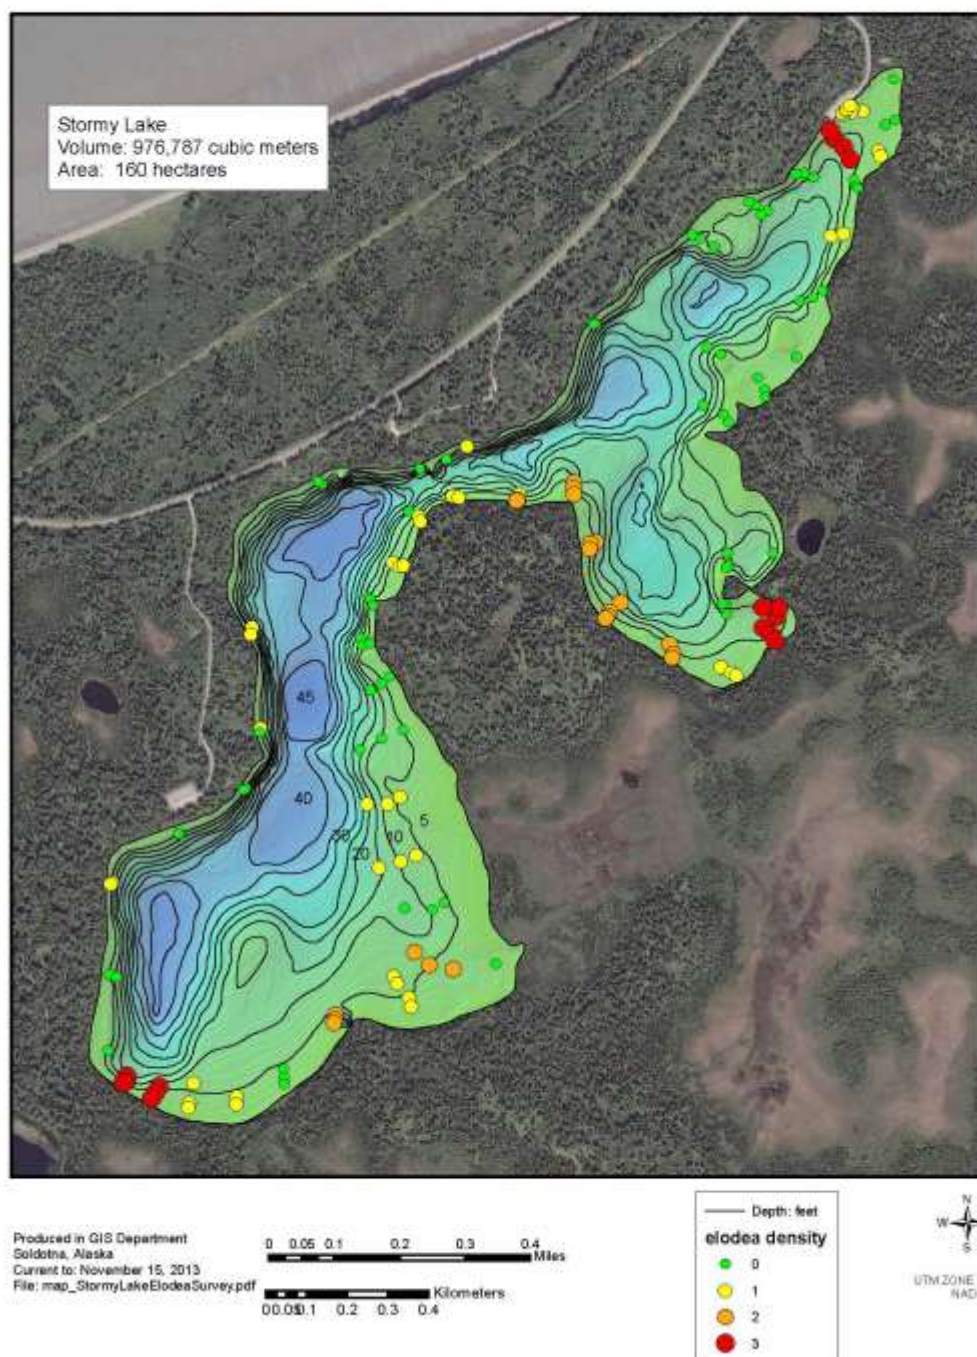 Stormy Lake
Volume: 976,787 cubic meters
Area: 160 hectares
45
40
30
20
10
5
Produced in GIS Department
Soldotna, Alaska
Current to: November 15, 2013
File: map_StormyLakeElodeaSurvey.pdf
0 0.05 0.1 0.2 0.3 0.4
Miles
0 0.05 0.1 0.2 0.3 0.4
Kilometers
Depth: feet
elodea density
0
1
2
3
N
W E
S
UTM ZONE
NAD